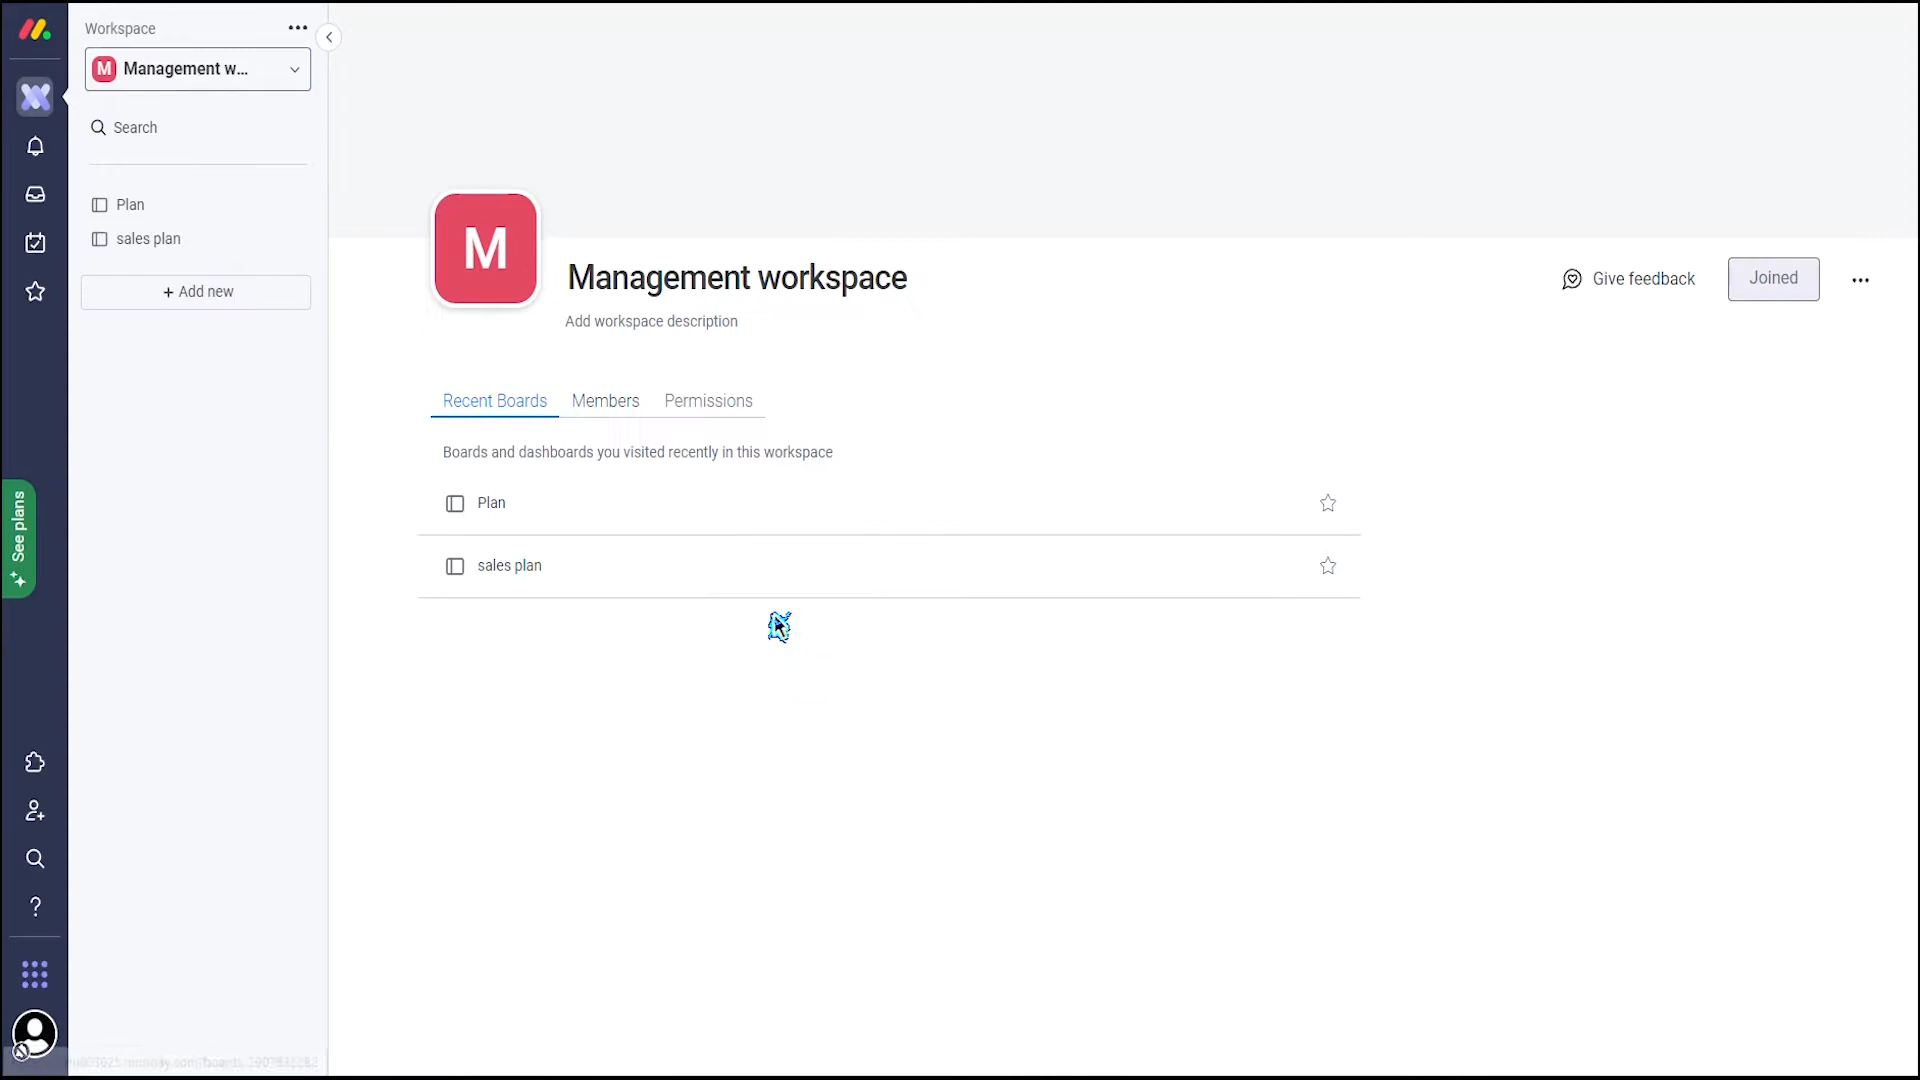 Workspace
M Management w...
Search
Plan
sales plan
+ Add new
See plans
M
Management workspace
Add workspace description
Give feedback
Joined
Recent Boards
Members
Permissions
Boards and dashboards you visited recently in this workspace
Plan
sales plan